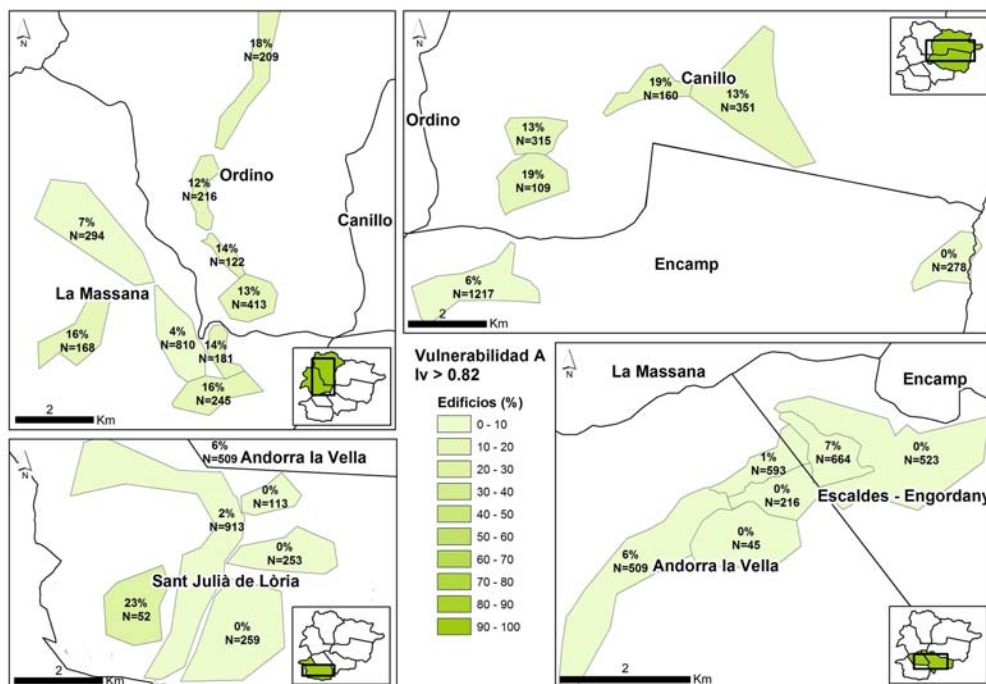 N
18%
N=209
12%
N=216
Ordino
Canillo
7%
N=294
14%
N=122
13%
N=413
La Massana
16%
N=168
4%
N=810
14%
N=181
16%
N=245
2
Km
N
Ordino
19%
N=160
Canillo
13%
N=351
13%
N=315
19%
N=109
Encamp
6%
N=1217
0%
N=278
2
Km
Vulnerabilidad A
Iv > 0.82
Edificios (%)
0 - 10
10 - 20
20 - 30
30 - 40
40 - 50
50 - 60
60 - 70
70 - 80
80 - 90
90 - 100
N
6%
N=509
Andorra la Vella
0%
N=113
2%
N=913
0%
N=253
Sant Julià de Lòria
23%
N=52
0%
N=259
2
Km
N
La Massana
Encamp
1%
N=593
7%
N=664
0%
N=523
0%
N=216
Escaldes - Engordany
0%
N=45
6%
N=509
Andorra la Vella
2
Km